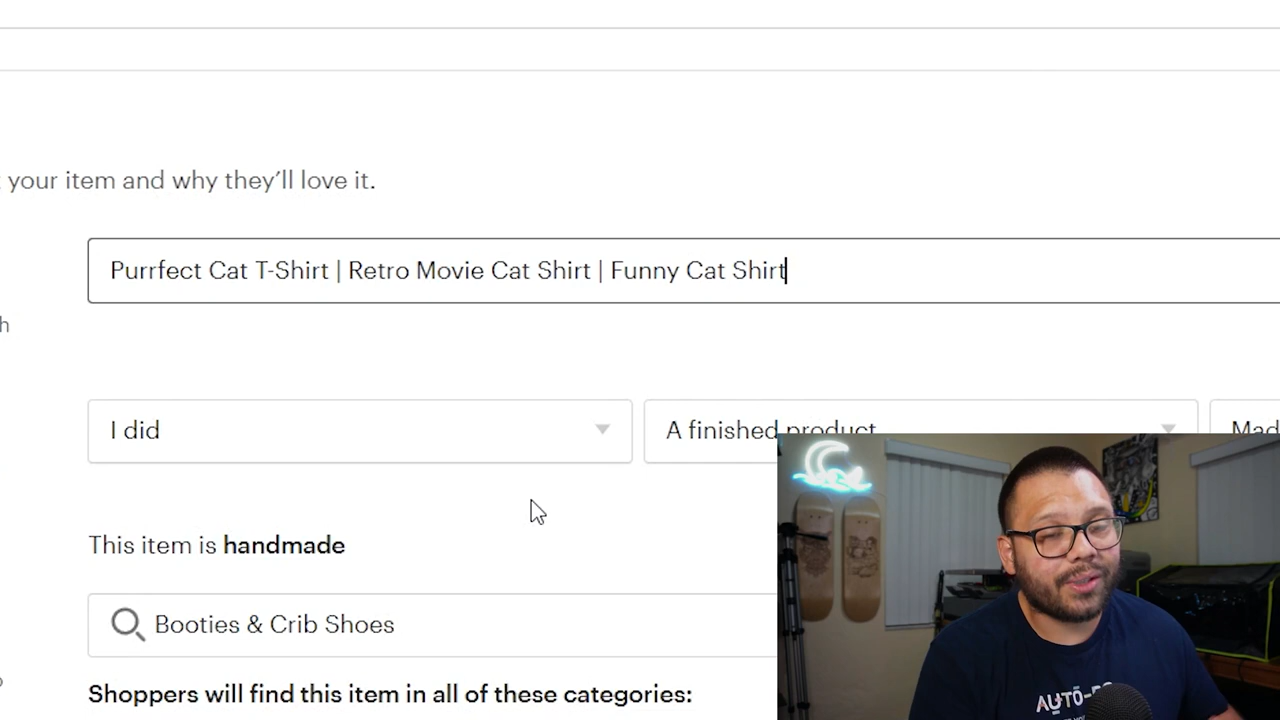 your item and why they'll love it.
Purrfect Cat T-Shirt | Retro Movie Cat Shirt | Funny Cat Shirt
h
I did
A finished product
Mad
This item is handmade
Booties & Crib Shoes
Shoppers will find this item in all of these categories: